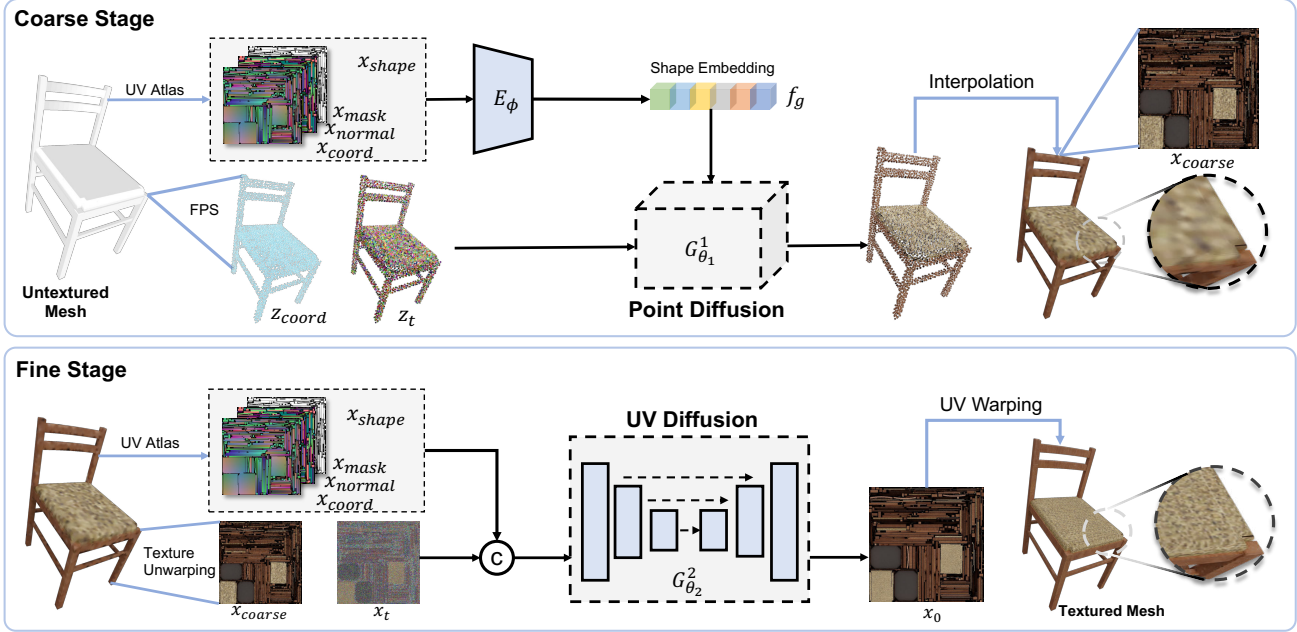 Coarse Stage
UV Atlas
x_shape
x_mask
x_normal
x_coord
E_ϕ
Shape Embedding
f_g
Interpolation
x_coarse
FPS
Untextured
Mesh
z_coord
z_t
G^1_θ_1
Point Diffusion
Fine Stage
UV Atlas
x_shape
x_mask
x_normal
x_coord
Texture
Unwarping
x_coarse
x_t
C
UV Diffusion
G^2_θ_2
UV Warping
x_0
Textured Mesh